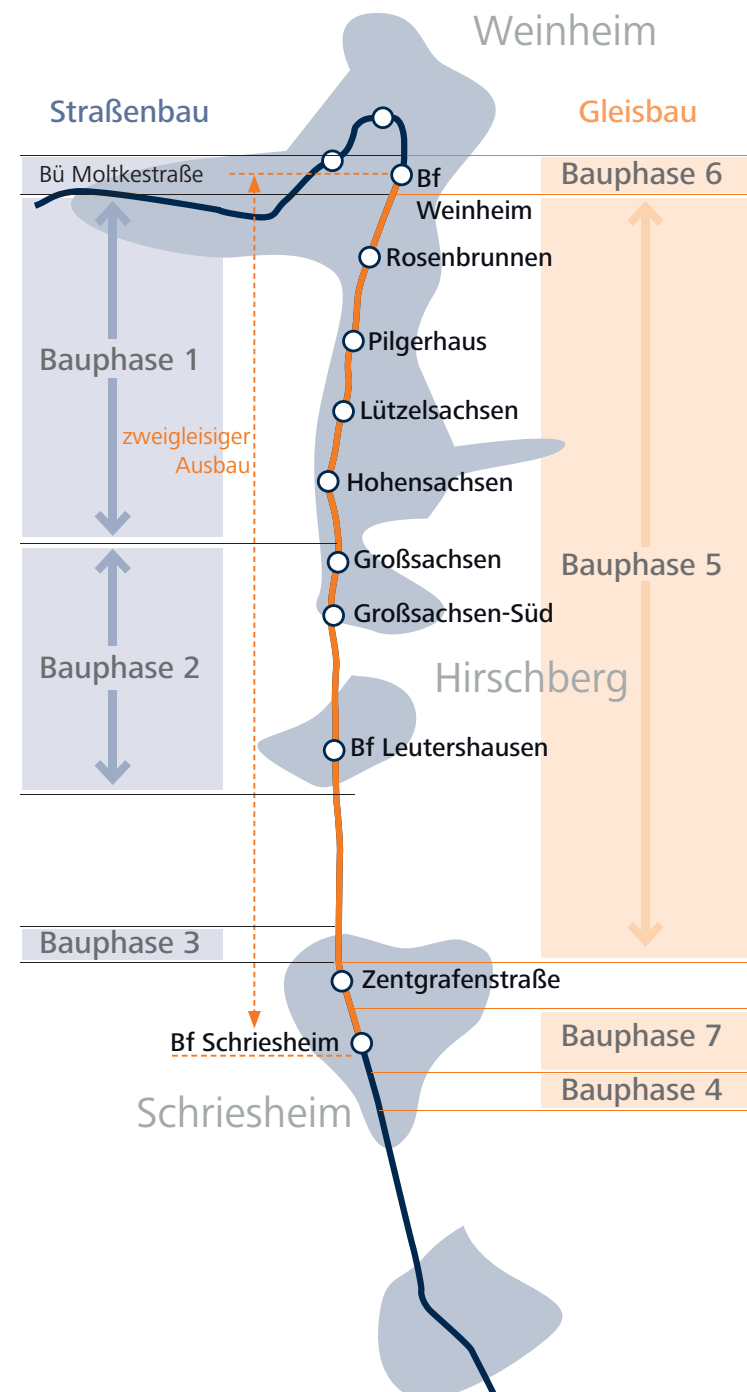 Weinheim
Straßenbau
Gleisbau
Bü Moltkestraße
Bf
Weinheim
Bauphase 6
Rosenbrunnen
Pilgerhaus
Bauphase 1
Lützelsachsen
zweigleisiger
Ausbau
Hohensachsen
Großsachsen
Bauphase 5
Großsachsen-Süd
Bauphase 2
Hirschberg
Bf Leutershausen
Bauphase 3
Zentgrafenstraße
Bf Schriesheim
Bauphase 7
Bauphase 4
Schriesheim